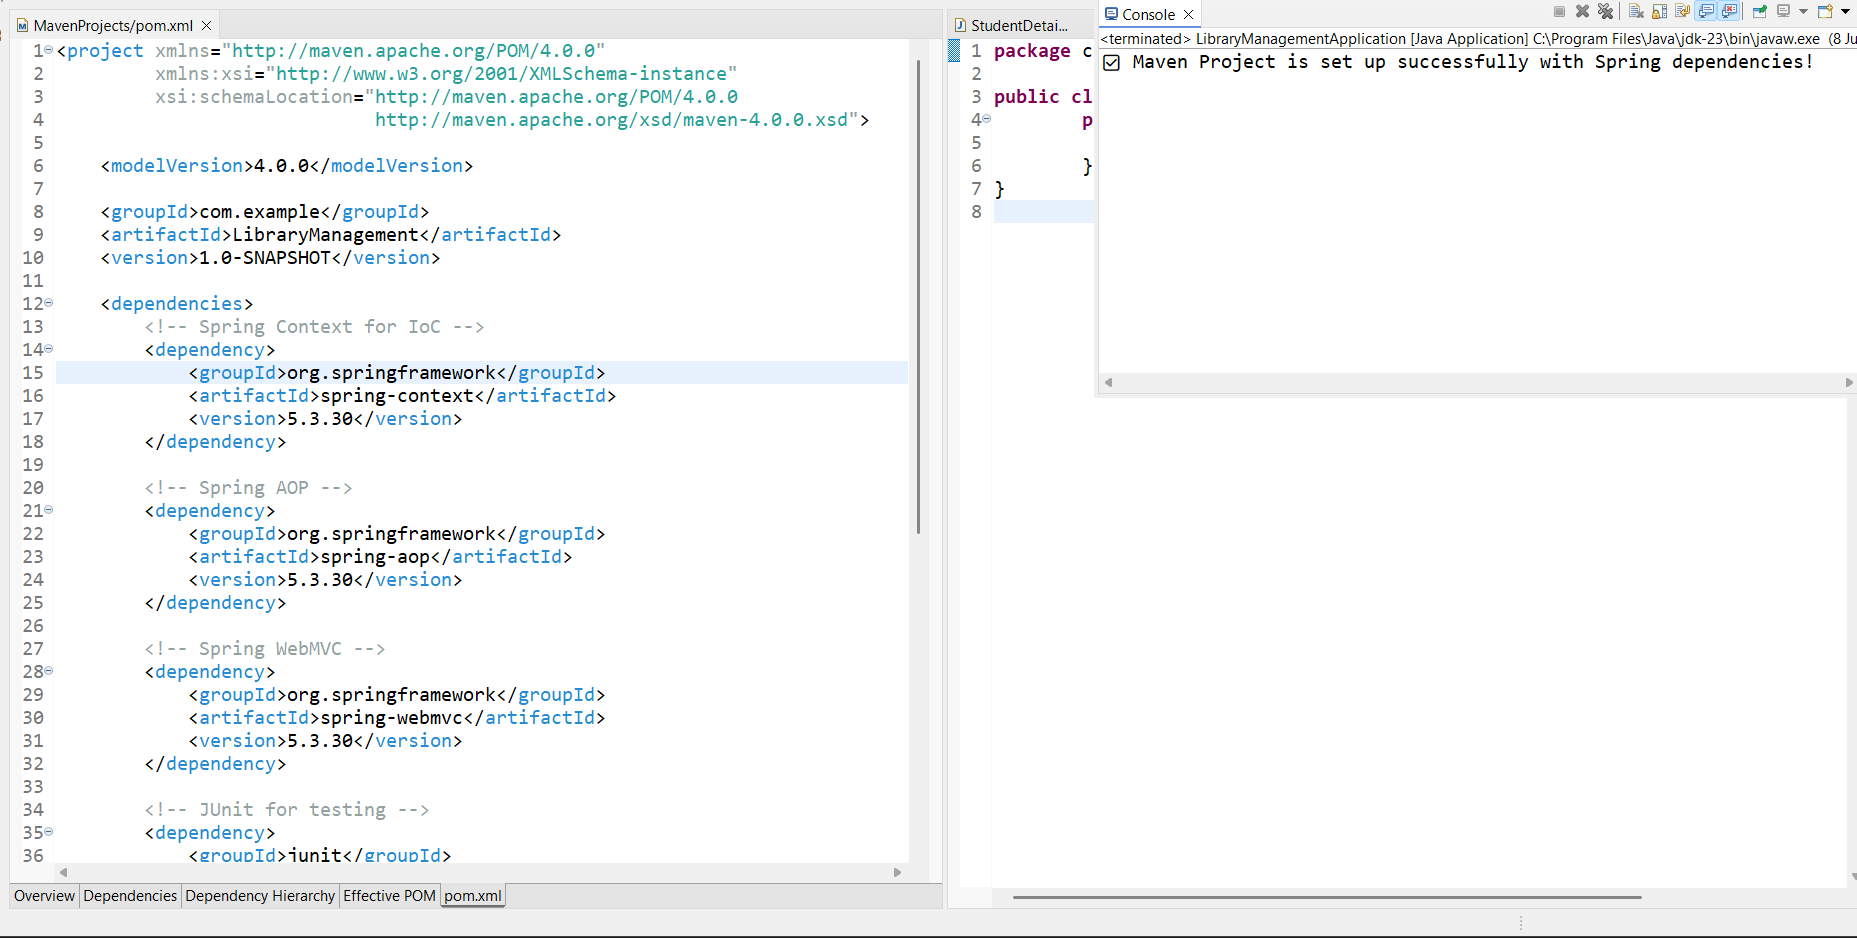 MavenProjects/pom.xml
1 <project xmlns="http://maven.apache.org/POM/4.0.0"
2 xmlns:xsi="http://www.w3.org/2001/XMLSchema-instance"
3 xsi:schemaLocation="http://maven.apache.org/POM/4.0.0
4 http://maven.apache.org/xsd/maven-4.0.0.xsd">
5
6 <modelVersion>4.0.0</modelVersion>
7
8 <groupId>com.example</groupId>
9 <artifactId>LibraryManagement</artifactId>
10 <version>1.0-SNAPSHOT</version>
11
12 <dependencies>
13 <!-- Spring Context for IoC -->
14 <dependency>
15 <groupId>org.springframework</groupId>
16 <artifactId>spring-context</artifactId>
17 <version>5.3.30</version>
18 </dependency>
19
20 <!-- Spring AOP -->
21 <dependency>
22 <groupId>org.springframework</groupId>
23 <artifactId>spring-aop</artifactId>
24 <version>5.3.30</version>
25 </dependency>
26
27 <!-- Spring WebMVC -->
28 <dependency>
29 <groupId>org.springframework</groupId>
30 <artifactId>spring-webmvc</artifactId>
31 <version>5.3.30</version>
32 </dependency>
33
34 <!-- JUnit for testing -->
35 <dependency>
36 <groupId>junit</groupId>
Overview Dependencies Dependency Hierarchy Effective POM pom.xml
StudentDetai...
1 package c
2
3 public cl
4 p
5
6 }
7 }
8
Console
<terminated> LibraryManagementApplication [Java Application] C:\Program Files\Java\jdk-23\bin\javaw.exe (8 Ju
Maven Project is set up successfully with Spring dependencies!